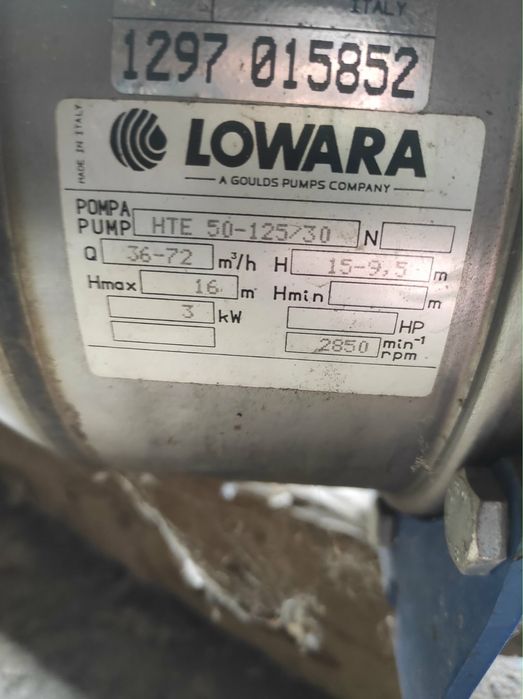 ITALY
1297 015852
MADE IN ITALY
LOWARA
A GOULDS PUMPS COMPANY
POMPA
PUMP HTE 50-125/30 N
Q 36-72 m³/h H 15-9,5 m
Hmax 16 m Hmin m
3 kW HP
2850 min⁻¹
rpm